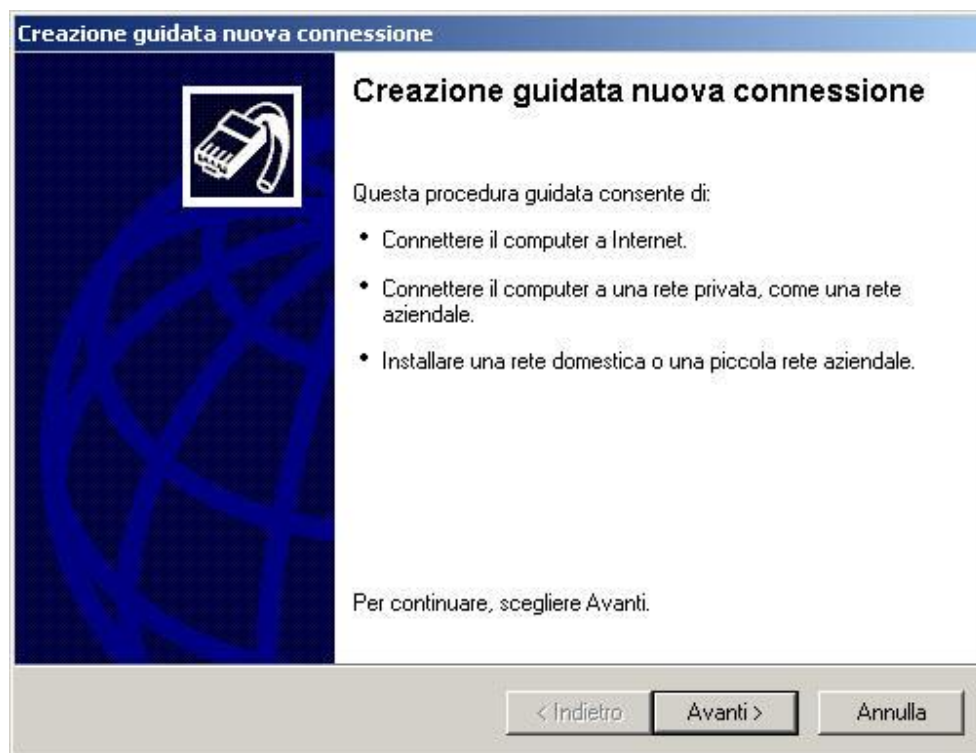 Creazione guidata nuova connessione
Creazione guidata nuova connessione
Questa procedura guidata consente di:
• Connettere il computer a Internet.
• Connettere il computer a una rete privata, come una rete
aziendale.
• Installare una rete domestica o una piccola rete aziendale.
Per continuare, scegliere Avanti.
< Indietro
Avanti >
Annulla